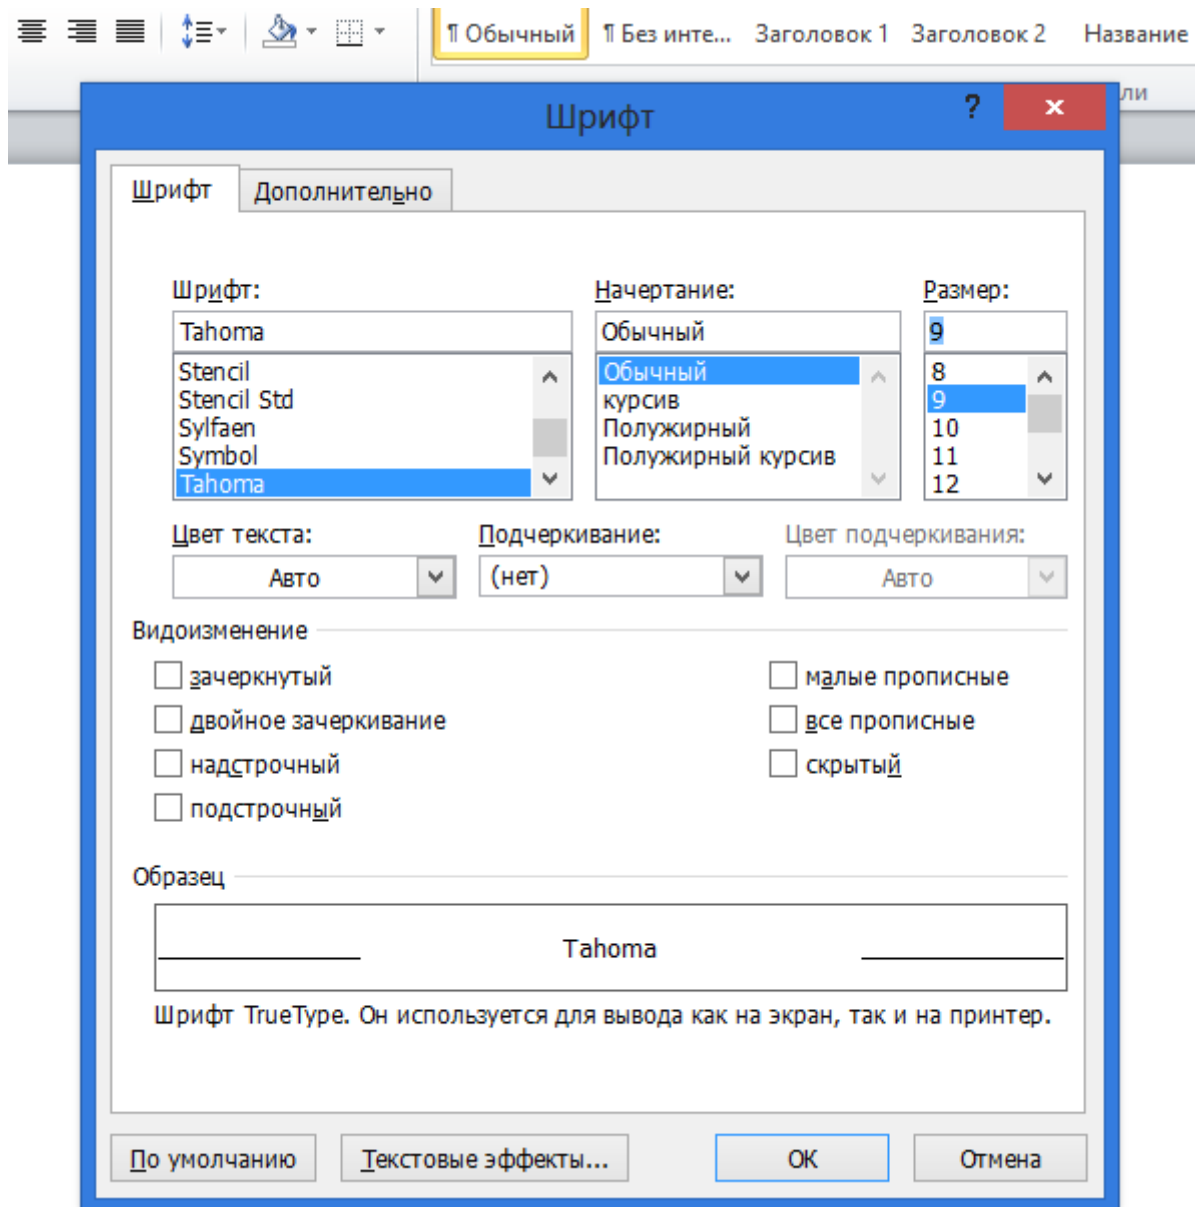 ¶ Обычный ¶ Без инте... Заголовок 1 Заголовок 2 Название
ли
Шрифт ? x
Шрифт Дополнительно
Шрифт: Начертание: Размер:
Tahoma Обычный 9
Stencil Обычный 8
Stencil Std курсив 9
Sylfaen Полужирный 10
Symbol Полужирный курсив 11
Tahoma 12
Цвет текста: Подчеркивание: Цвет подчеркивания:
Авто (нет) Авто
Видоизменение
зачеркнутый малые прописные
двойное зачеркивание все прописные
надстрочный скрытый
подстрочный
Образец
Tahoma
Шрифт TrueType. Он используется для вывода как на экран, так и на принтер.
По умолчанию Текстовые эффекты... ОК Отмена